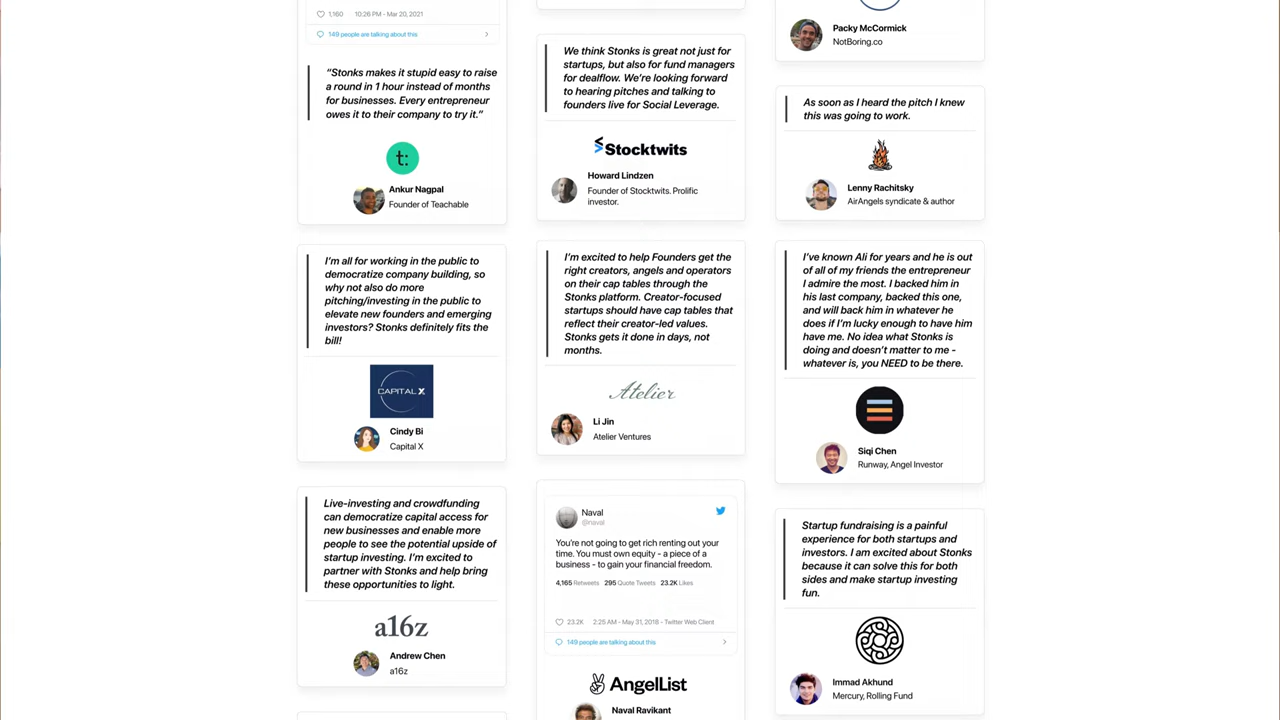 1,160 10:26 PM - Mar 20, 2021
149 people are talking about this
“Stonks makes it stupid easy to raise
a round in 1 hour instead of months
for businesses. Every entrepreneur
owes it to their company to try it.”
t:
Ankur Nagpal
Founder of Teachable
I’m all for working in the public to
democratize company building, so
why not also do more
pitching/investing in the public to
elevate new founders and emerging
investors? Stonks definitely fits the
bill!
CAPITAL X
Cindy Bi
Capital X
Live-investing and crowdfunding
can democratize capital access for
new businesses and enable more
people to see the potential upside of
startup investing. I’m excited to
partner with Stonks and help bring
these opportunities to light.
a16z
Andrew Chen
a16z
We think Stonks is great not just for
startups, but also for fund managers
for dealflow. We’re looking forward
to hearing pitches and talking to
founders live for Social Leverage.
Stocktwits
Howard Lindzen
Founder of Stocktwits. Prolific
investor.
I’m excited to help Founders get the
right creators, angels and operators
on their cap tables through the
Stonks platform. Creator-focused
startups should have cap tables that
reflect their creator-led values.
Stonks gets it done in days, not
months.
Atelier
Li Jin
Atelier Ventures
Naval
@naval
You’re not going to get rich renting out your
time. You must own equity - a piece of a
business - to gain your financial freedom.
4,165 Retweets 295 Quote Tweets 23.2K Likes
23.2K 2:25 AM - May 31, 2018 - Twitter Web Client
149 people are talking about this
AngelList
Naval Ravikant
Packy McCormick
NotBoring.co
As soon as I heard the pitch I knew
this was going to work.
Lenny Rachitsky
AirAngels syndicate & author
I’ve known Ali for years and he is out
of all of my friends the entrepreneur
I admire the most. I backed him in
his last company, backed this one,
and will back him in whatever he
does if I’m lucky enough to have him
have me. No idea what Stonks is
doing and doesn’t matter to me -
whatever is, you NEED to be there.
Siqi Chen
Runway, Angel Investor
Startup fundraising is a painful
experience for both startups and
investors. I am excited about Stonks
because it can solve this for both
sides and make startup investing
fun.
Immad Akhund
Mercury, Rolling Fund